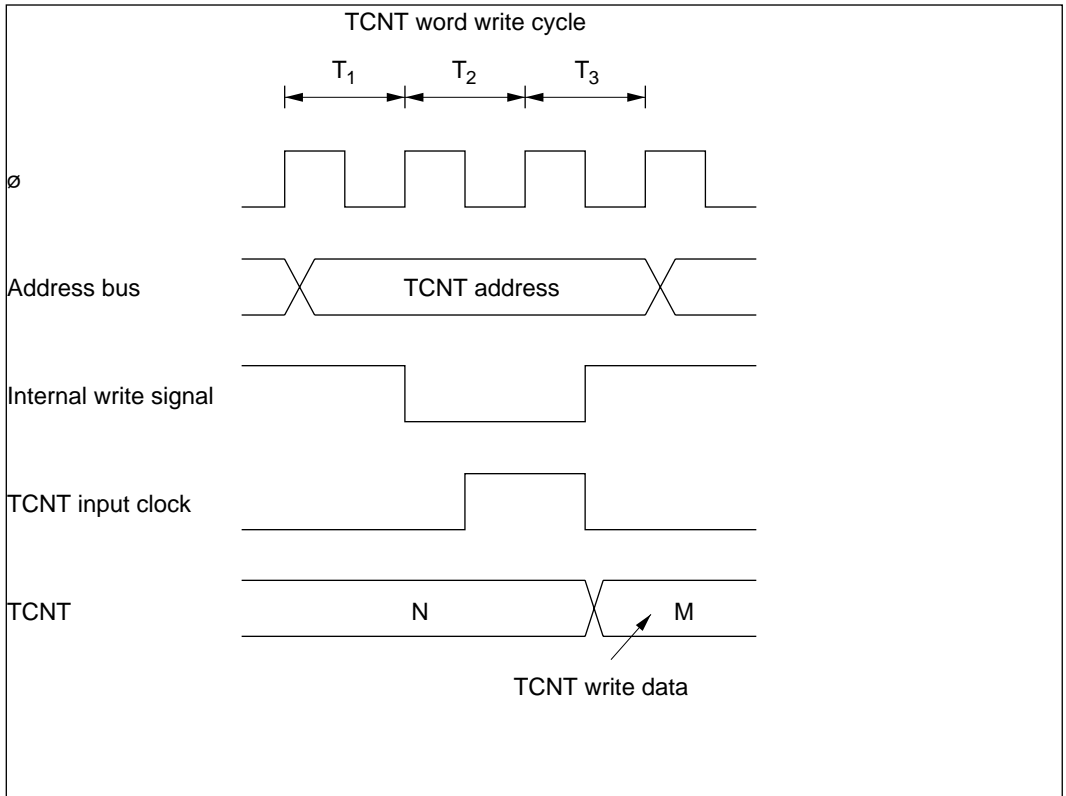 TCNT word write cycle
T₁ T₂ T₃
ø
Address bus TCNT address
Internal write signal
TCNT input clock
TCNT N M
TCNT write data